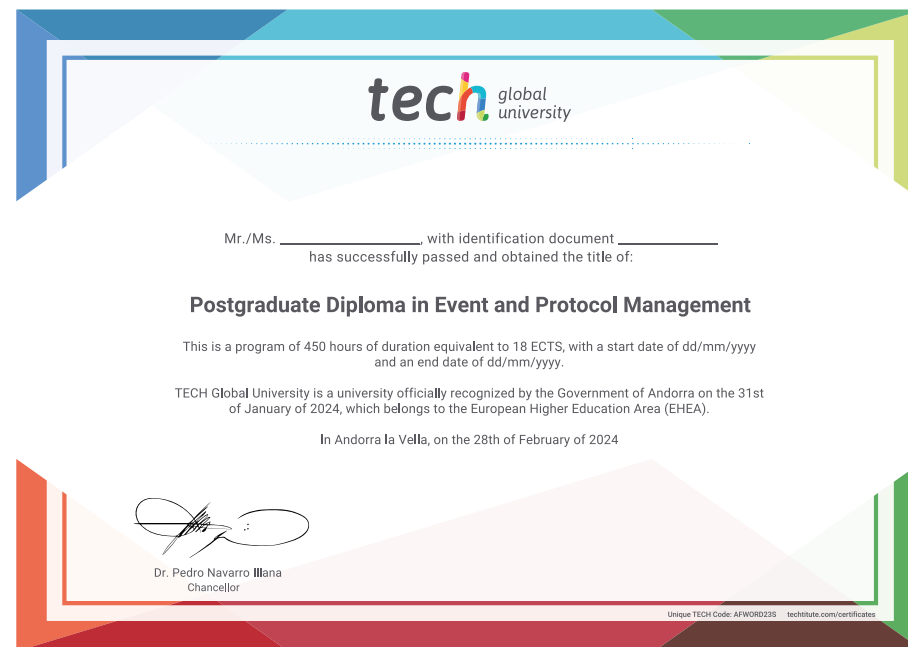 tech global university
Mr./Ms. ____________________, with identification document ______________
has successfully passed and obtained the title of:
Postgraduate Diploma in Event and Protocol Management
This is a program of 450 hours of duration equivalent to 18 ECTS, with a start date of dd/mm/yyyy
and an end date of dd/mm/yyyy.
TECH Global University is a university officially recognized by the Government of Andorra on the 31st
of January of 2024, which belongs to the European Higher Education Area (EHEA).
In Andorra la Vella, on the 28th of February of 2024
Dr. Pedro Navarro Illana
Chancellor
Unique TECH Code: AFWORD23S techtitute.com/certificates